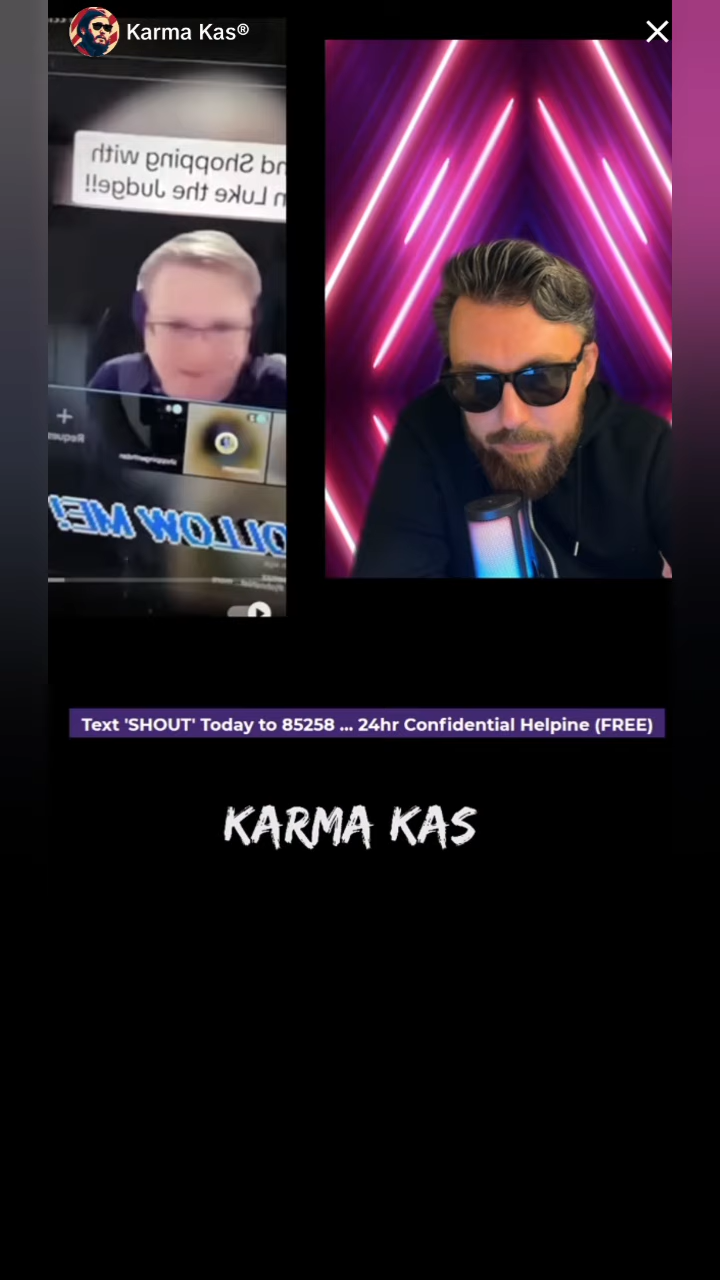 Karma Kas®
nd Shopping with
n Luke the Judge!!
OLLOW ME!
Text 'SHOUT' Today to 85258 ... 24hr Confidential Helpine (FREE)
KARMA KAS